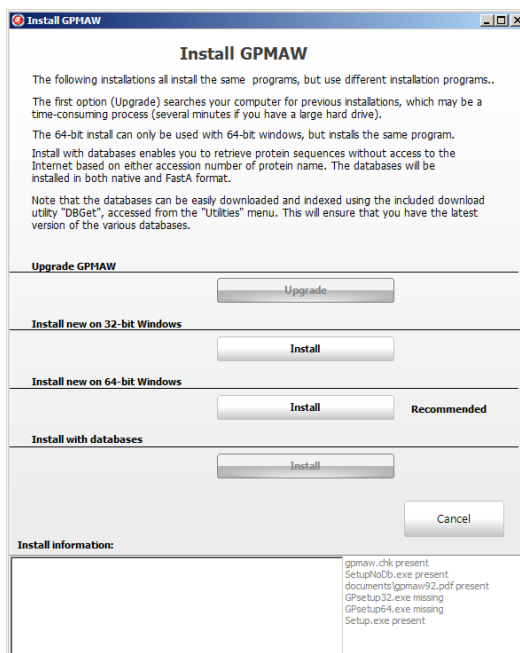 Install GPMAW
Install GPMAW
The following installations all install the same programs, but use different installation programs..
The first option (Upgrade) searches your computer for previous installations, which may be a
time-consuming process (several minutes if you have a large hard drive).
The 64-bit install can only be used with 64-bit windows, but installs the same program.
Install with databases enables you to retrieve protein sequences without access to the
Internet based on either accession number of protein name. The databases will be
installed in both native and FastA format.
Note that the databases can be easily downloaded and indexed using the included download
utility "DBGet", accessed from the "Utilities" menu. This will ensure that you have the latest
version of the various databases.
Upgrade GPMAW
Upgrade
Install new on 32-bit Windows
Install
Install new on 64-bit Windows
Install Recommended
Install with databases
Install
Cancel
Install information:
gpmaw.chk present
SetupNoDb.exe present
documents\gpmaw92.pdf present
GPsetup32.exe missing
GPsetup64.exe missing
Setup.exe present